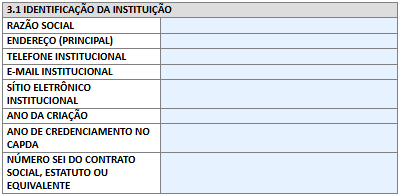 3.1 IDENTIFICAÇÃO DA INSTITUIÇÃO
RAZÃO SOCIAL
ENDEREÇO (PRINCIPAL)
TELEFONE INSTITUCIONAL
E-MAIL INSTITUCIONAL
SÍTIO ELETRÔNICO
INSTITUCIONAL
ANO DA CRIAÇÃO
ANO DE CREDENCIAMENTO NO
CAPDA
NÚMERO SEI DO CONTRATO
SOCIAL, ESTATUTO OU
EQUIVALENTE